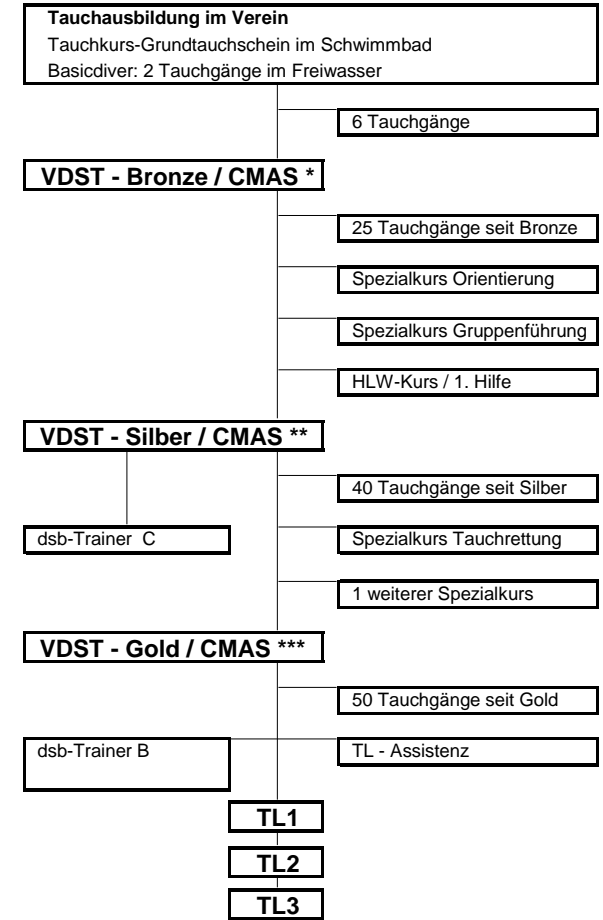 Tauchausbildung im Verein
Tauchkurs-Grundtauchschein im Schwimmbad
Basicdiver: 2 Tauchgänge im Freiwasser
6 Tauchgänge
VDST - Bronze / CMAS *
25 Tauchgänge seit Bronze
Spezialkurs Orientierung
Spezialkurs Gruppenführung
HLW-Kurs / 1. Hilfe
VDST - Silber / CMAS **
40 Tauchgänge seit Silber
dsb-Trainer C
Spezialkurs Tauchrettung
1 weiterer Spezialkurs
VDST - Gold / CMAS ***
50 Tauchgänge seit Gold
dsb-Trainer B
TL - Assistenz
TL1
TL2
TL3